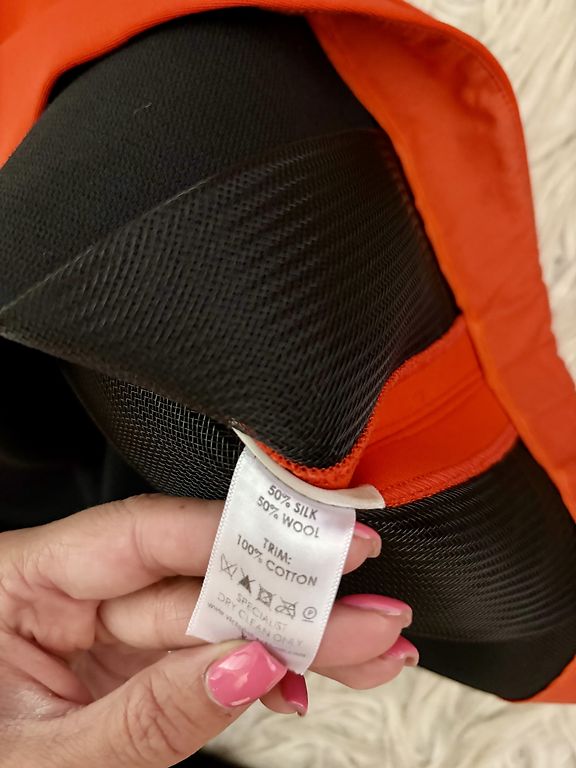 50% SILK
50% WOOL
TRIM:
100% COTTON
P
SPECIALIST
DRY CLEAN ONLY